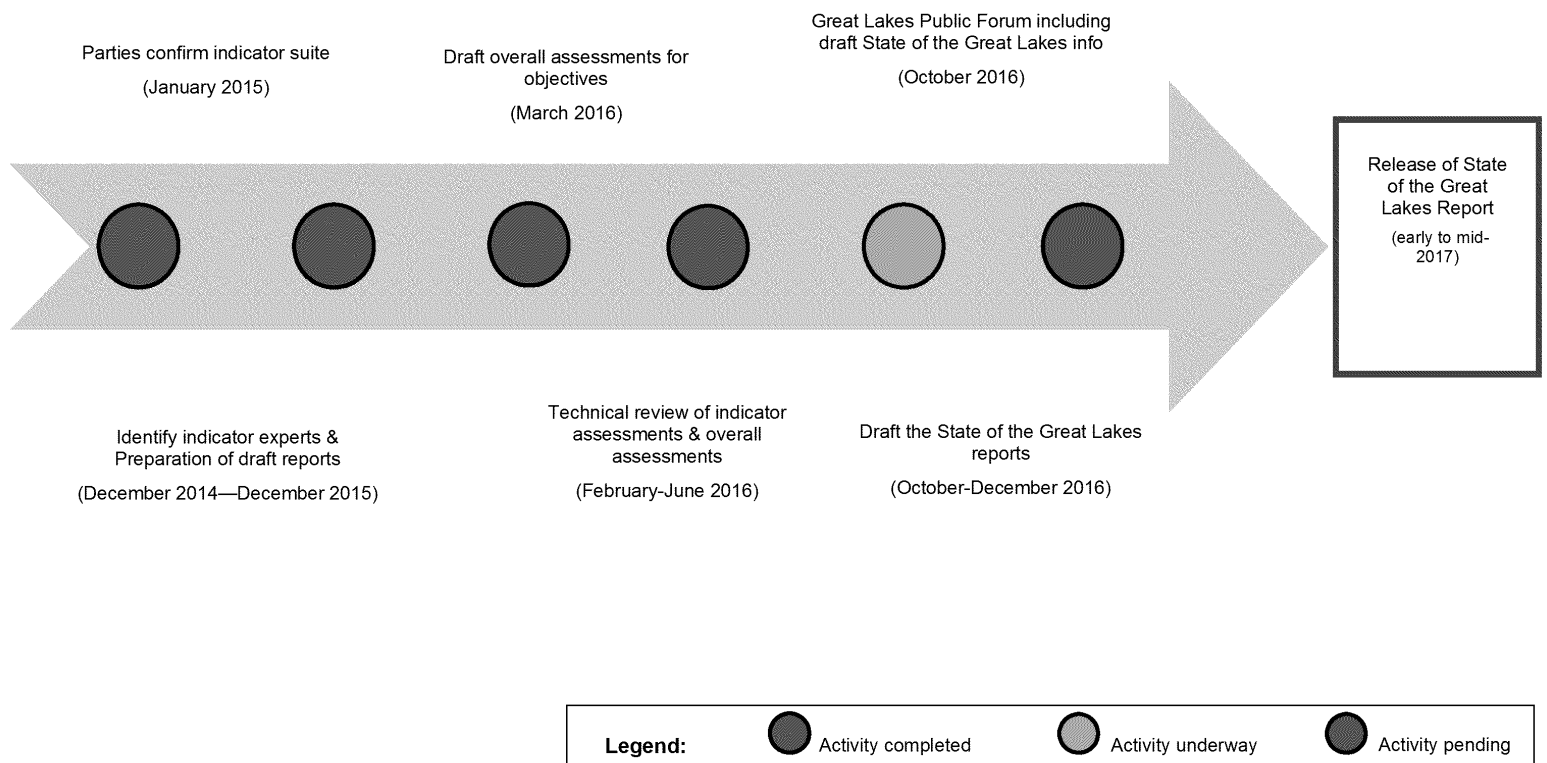 Parties confirm indicator suite
(January 2015)
Draft overall assessments for
objectives
(March 2016)
Great Lakes Public Forum including
draft State of the Great Lakes info
(October 2016)
Release of State
of the Great
Lakes Report
(early to mid-
2017)
Identify indicator experts &
Preparation of draft reports
(December 2014—December 2015)
Technical review of indicator
assessments & overall
assessments
(February-June 2016)
Draft the State of the Great Lakes
reports
(October-December 2016)
Legend:
Activity completed
Activity underway
Activity pending